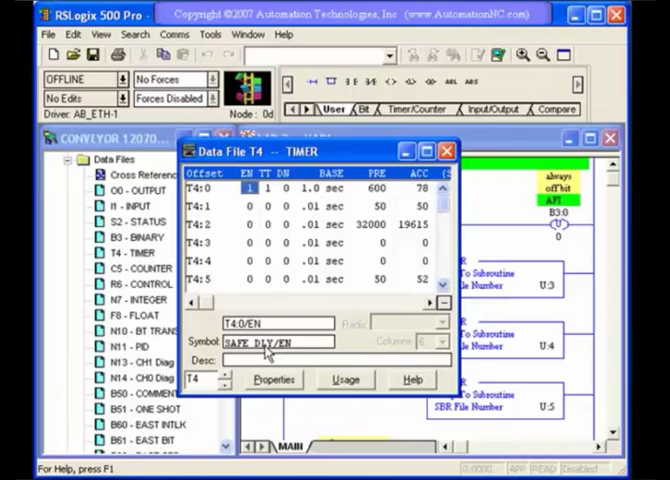 RSLogix 500 Pro -
Copyright ©2007 Automation Technologies, Inc (www.AutomationNC.com)
File Edit View Search Comms Tools Window Help
OFFLINE No Forces
No Edits Forces Disabled
Driver: AB_ETH-1 Node : 0d
User Bit Timer/Counter Input/Output Compare
CONVEYOR 12070...
Data Files
Cross Reference
O0 - OUTPUT
I1 - INPUT
S2 - STATUS
B3 - BINARY
T4 - TIMER
C5 - COUNTER
R6 - CONTROL
N7 - INTEGER
F8 - FLOAT
N10 - BT TRANS
N11 - PID
N13 - CH1 Diag
N14 - CH0 Diag
B50 - COMMEN
B51 - ONE SHOT
B60 - EAST INTLK
B61 - EAST BIT
Data File T4 -- TIMER
Offset EN TT DN BASE PRE ACC (S
T4:0 1 1 0 1.0 sec 600 78
T4:1 0 0 0 .01 sec 50 50
T4:2 0 0 0 .01 sec 32000 19615
T4:3 0 0 0 .01 sec 0 0
T4:4 0 0 0 .01 sec 0 0
T4:5 0 0 0 .01 sec 50 52
T4:0/EN Radix:
Symbol: SAFE_DLY/EN Columns: 6
Desc:
T4 Properties Usage Help
always
off bit
AFI
B3:0
0
To Subroutine
File Number U:3
To Subroutine
File Number U:4
To Subroutine
SBR File Number U:5
MAIN
For Help, press F1
0:0000 APP READ Disabled